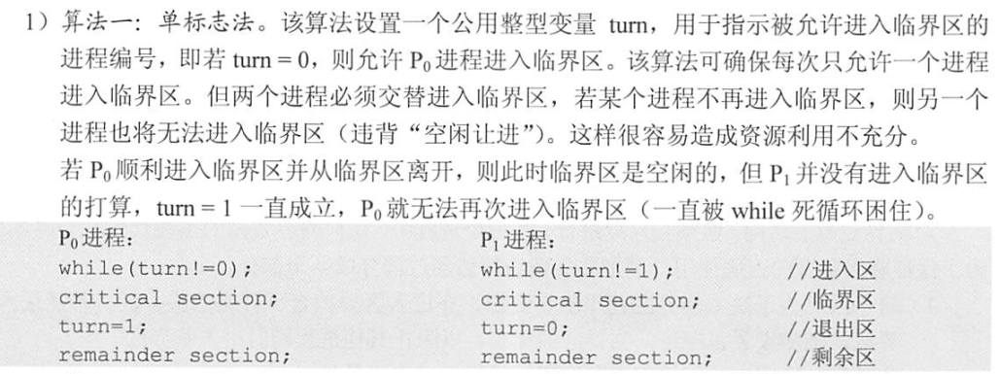 1）算法一：单标志法。该算法设置一个公用整型变量 turn，用于指示被允许进入临界区的
进程编号，即若 turn = 0，则允许 P₀ 进程进入临界区。该算法可确保每次只允许一个进程
进入临界区。但两个进程必须交替进入临界区，若某个进程不再进入临界区，则另一个
进程也将无法进入临界区（违背“空闲让进”）。这样很容易造成资源利用不充分。
若 P₀ 顺利进入临界区并从临界区离开，则此时临界区是空闲的，但 P₁ 并没有进入临界区
的打算，turn = 1 一直成立，P₀ 就无法再次进入临界区（一直被 while 死循环困住）。
P₀ 进程： P₁ 进程：
while(turn!=0); while(turn!=1); //进入区
critical section; critical section; //临界区
turn=1; turn=0; //退出区
remainder section; remainder section; //剩余区